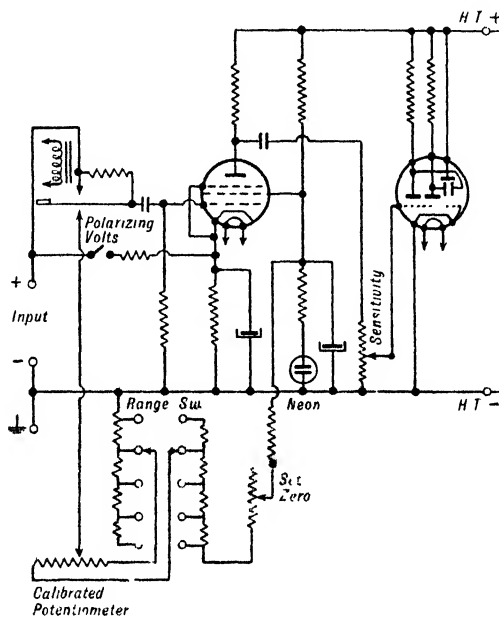 HT +
Polarizing
Volts
+
Input
-
Sensitivity
Range Sw.
Neon
HT -
Set
Zero
Calibrated
Potentiometer